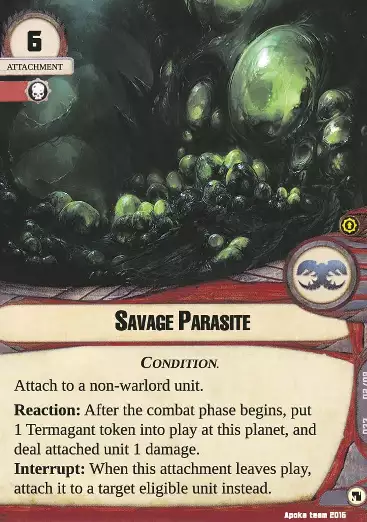 6
ATTACHMENT
SAVAGE PARASITE
CONDITION.
Attach to a non-warlord unit.
Reaction: After the combat phase begins, put
1 Termagant token into play at this planet, and
deal attached unit 1 damage.
Interrupt: When this attachment leaves play,
attach it to a target eligible unit instead.
Apoka team 2016